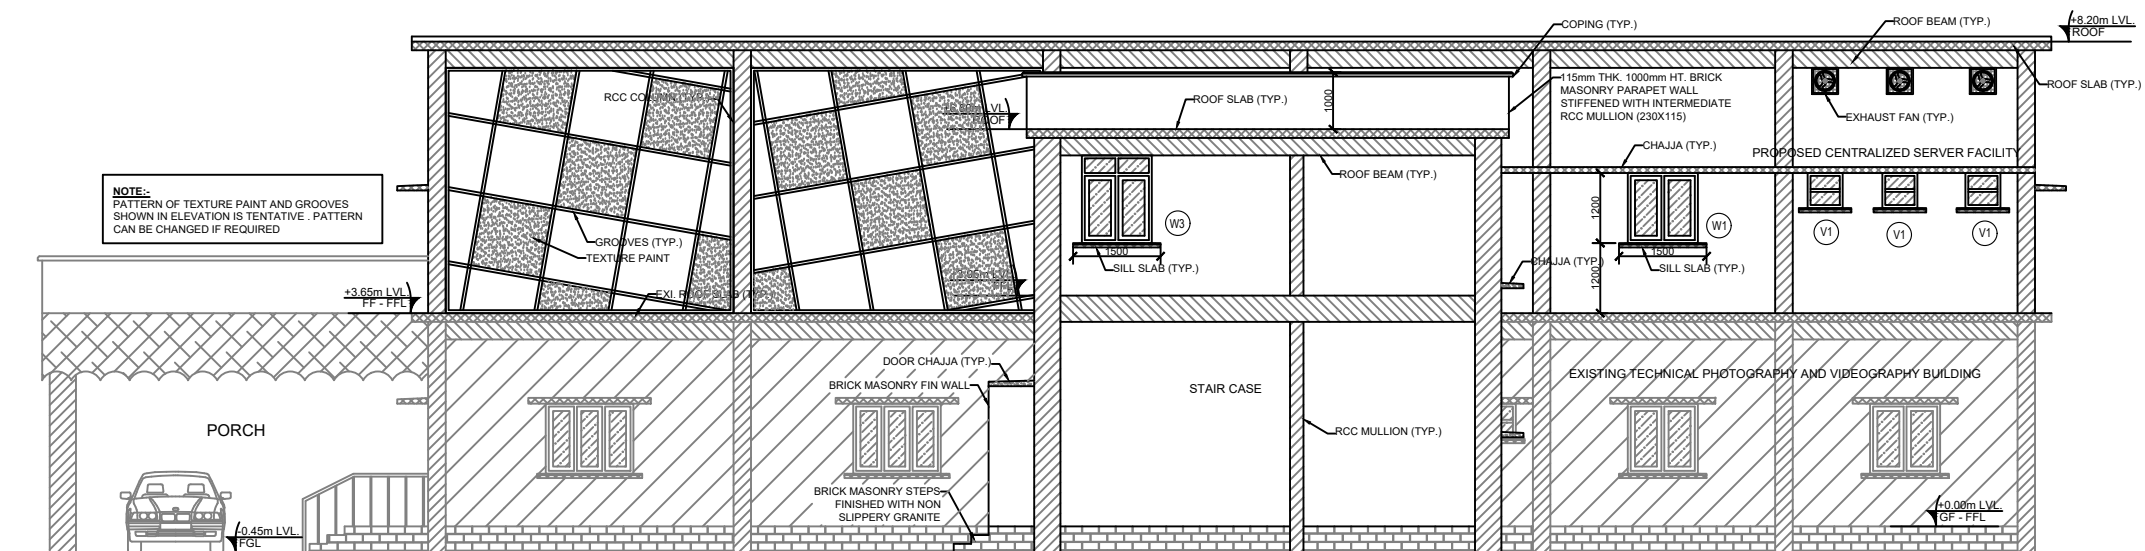 COPING (TYP.)
ROOF BEAM (TYP.)
+8.20m LVL.
ROOF
115mm THK. 1000mm HT. BRICK
MASONRY PARAPET WALL
STIFFENED WITH INTERMEDIATE
RCC MULLION (230X115)
ROOF SLAB (TYP.)
RCC COLUMN
ROOF SLAB (TYP.)
1000
EXHAUST FAN (TYP.)
CHAJJA (TYP.)
PROPOSED CENTRALIZED SERVER FACILITY
ROOF BEAM (TYP.)
NOTE:-
PATTERN OF TEXTURE PAINT AND GROOVES
SHOWN IN ELEVATION IS TENTATIVE . PATTERN
CAN BE CHANGED IF REQUIRED
1200
W3
W1
V1
V1
V1
GROOVES (TYP.)
TEXTURE PAINT
1500
1500
SILL SLAB (TYP.)
CHAJJA (TYP.)
SILL SLAB (TYP.)
1200
+3.65m LVL.
FF - FFL
EXI. ROOF SLAB (TYP.)
DOOR CHAJJA (TYP.)
BRICK MASONRY FIN WALL
STAIR CASE
EXISTING TECHNICAL PHOTOGRAPHY AND VIDEOGRAPHY BUILDING
PORCH
RCC MULLION (TYP.)
BRICK MASONRY STEPS
FINISHED WITH NON
SLIPPERY GRANITE
+0.00m LVL.
GF - FFL
-0.45m LVL.
FGL